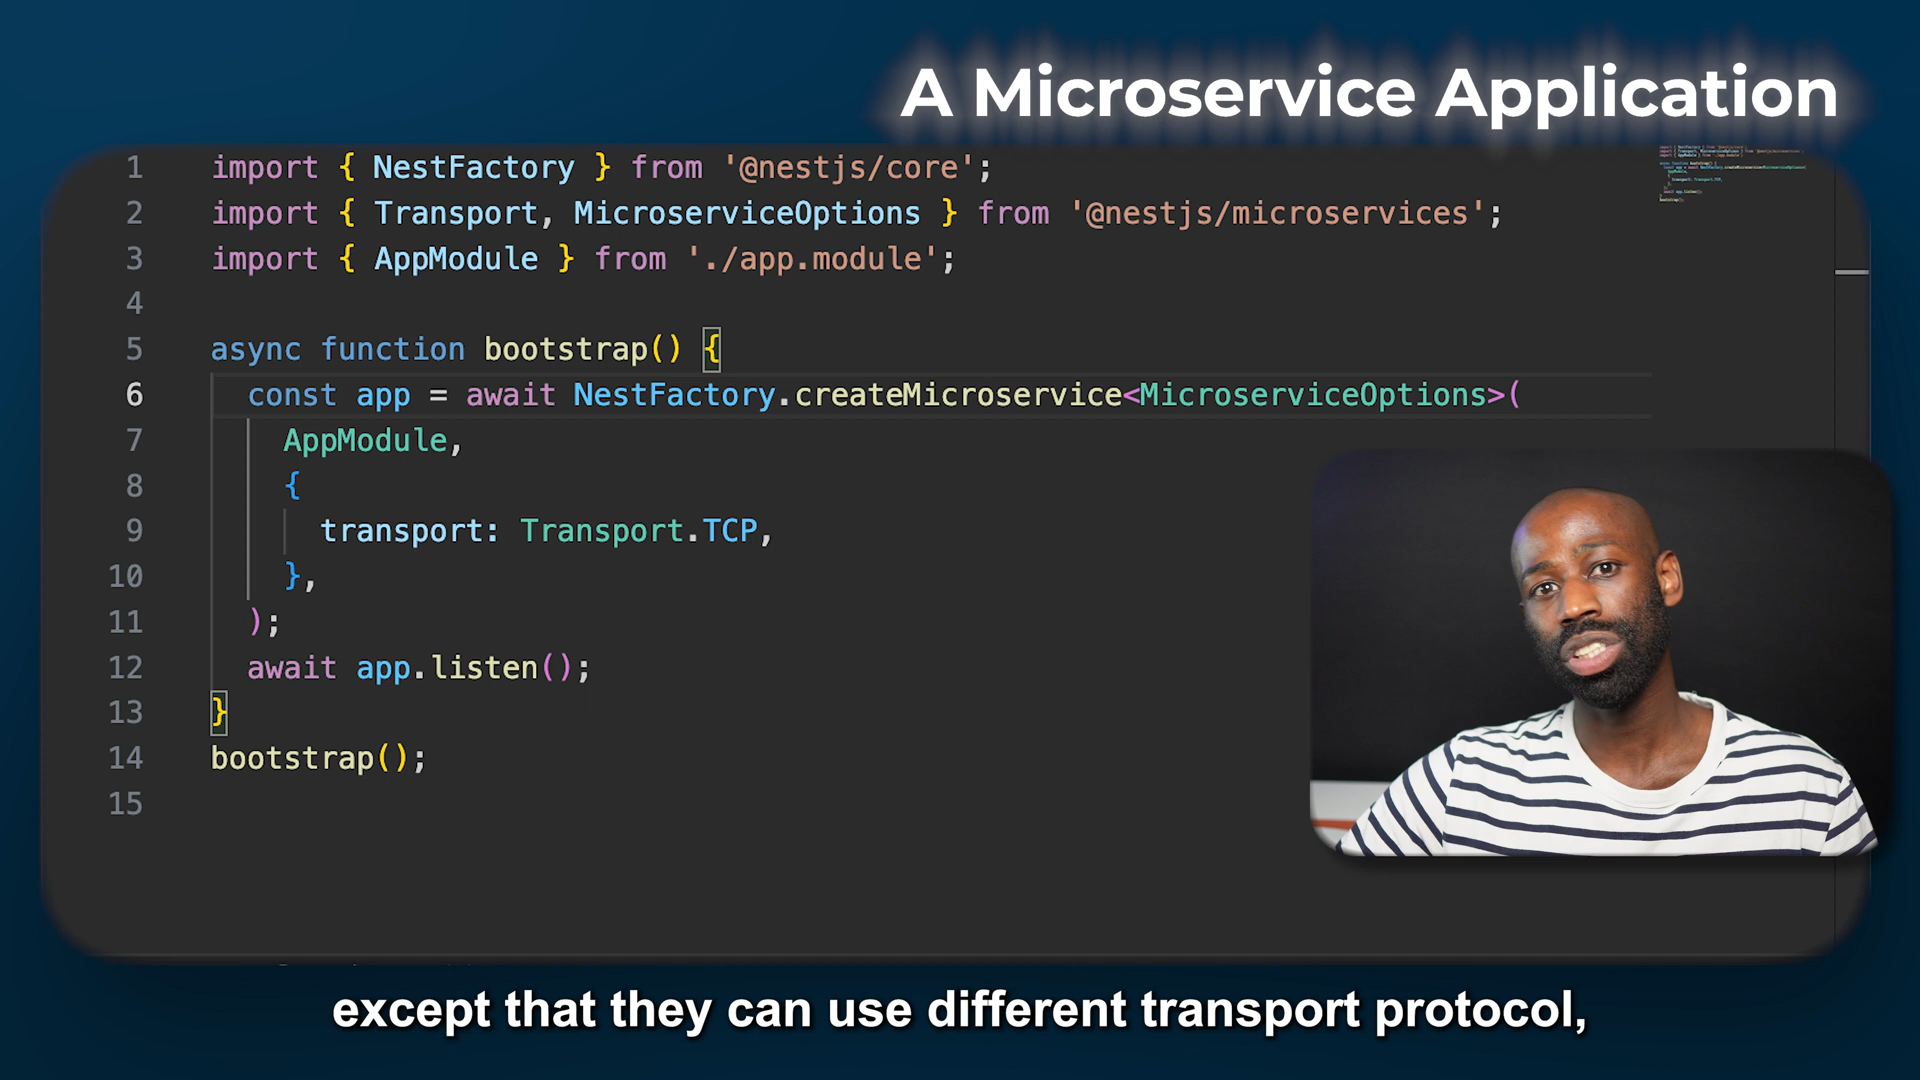 A Microservice Application
1 import { NestFactory } from '@nestjs/core';
2 import { Transport, MicroserviceOptions } from '@nestjs/microservices';
3 import { AppModule } from './app.module';
4
5 async function bootstrap() {
6 const app = await NestFactory.createMicroservice<MicroserviceOptions>(
7 AppModule,
8 {
9 transport: Transport.TCP,
10 },
11 );
12 await app.listen();
13 }
14 bootstrap();
15
except that they can use different transport protocol,